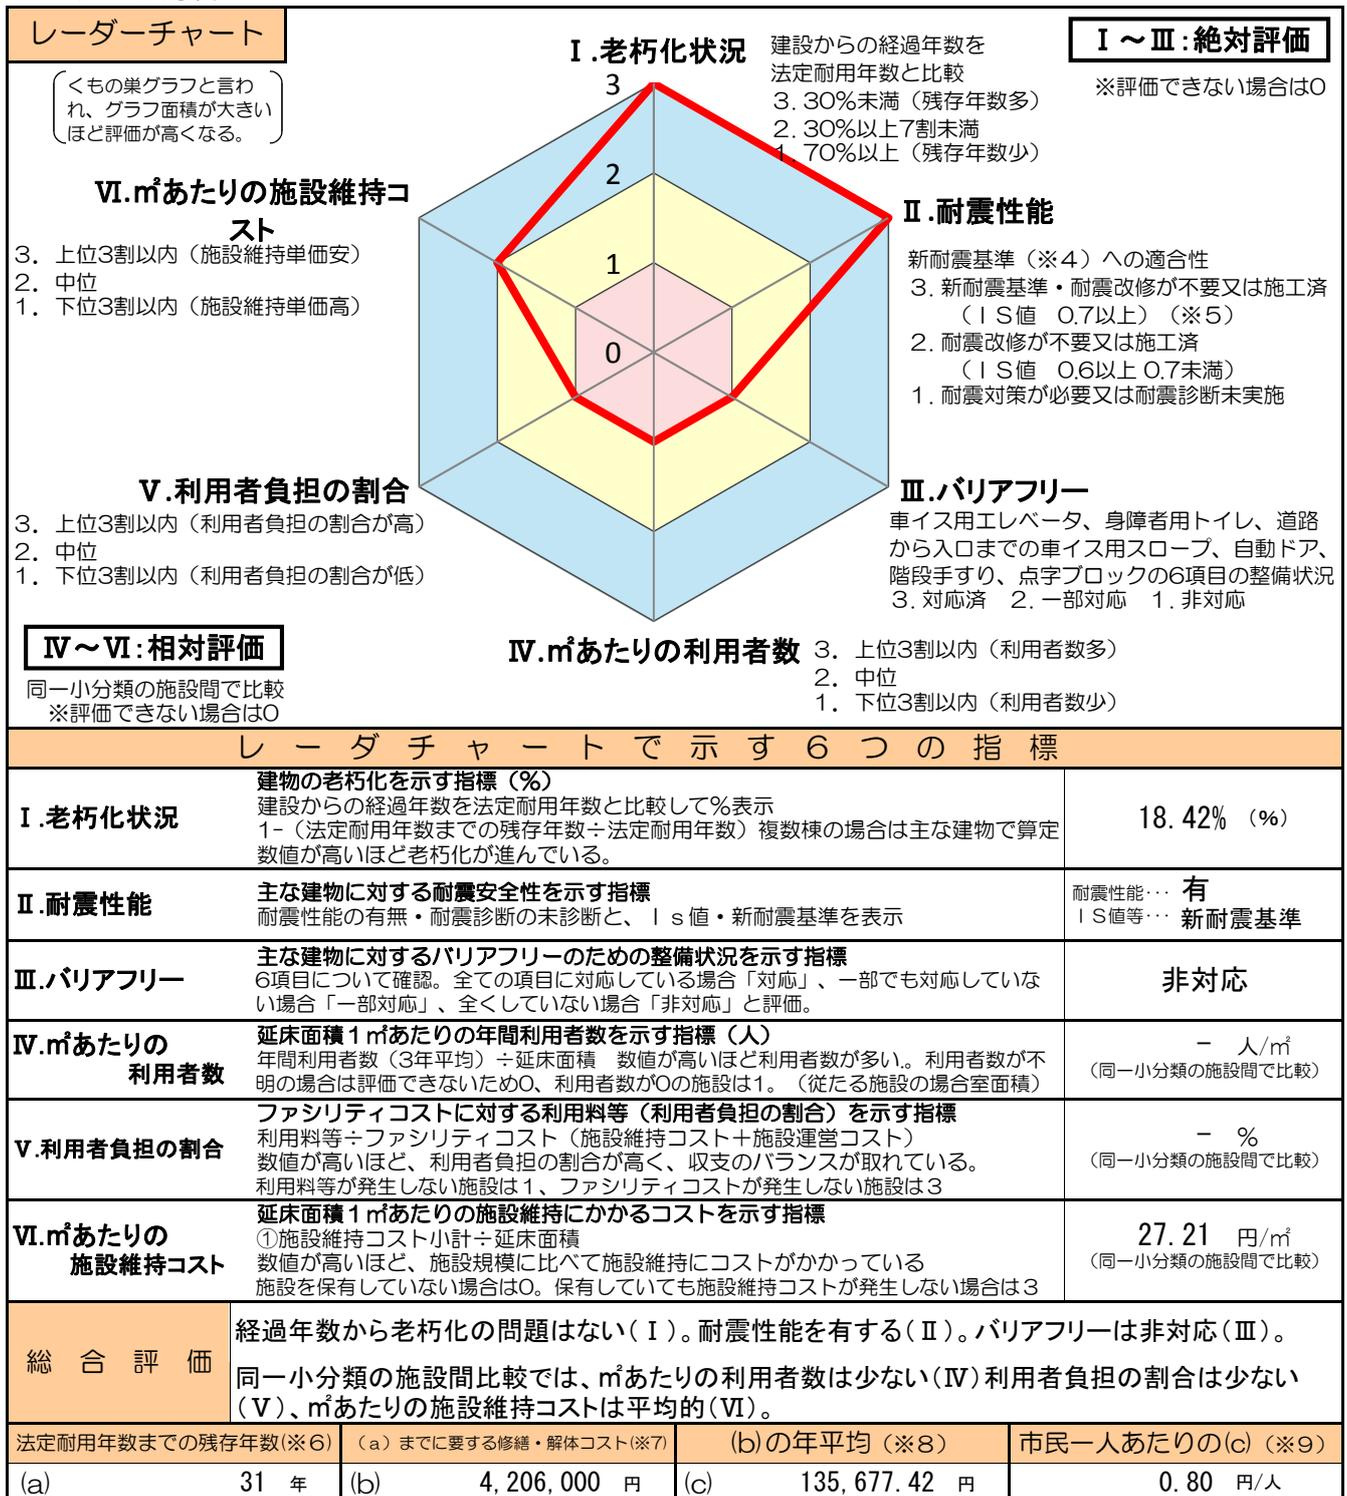 レーダーチャート
くもの巣グラフと言わ
れ、グラフ面積が大きい
ほど評価が高くなる。
Ⅰ～Ⅲ:絶対評価
※評価できない場合は0
Ⅰ.老朽化状況
建設からの経過年数を
法定耐用年数と比較
3. 30%未満（残存年数多）
2. 30%以上7割未満
1. 70%以上（残存年数少）
3
2
1
0
Ⅱ.耐震性能
新耐震基準（※４）への適合性
3. 新耐震基準・耐震改修が不要又は施工済
（ＩＳ値　0.7以上）（※５）
2. 耐震改修が不要又は施工済
（ＩＳ値　0.6以上 0.7未満）
1. 耐震対策が必要又は耐震診断未実施
Ⅵ.㎡あたりの施設維持コ
スト
3．上位3割以内（施設維持単価安）
2．中位
1．下位3割以内（施設維持単価高）
Ⅴ.利用者負担の割合
3．上位3割以内（利用者負担の割合が高）
2．中位
1．下位3割以内（利用者負担の割合が低）
Ⅲ.バリアフリー
車イス用エレベータ、身障者用トイレ、道路
から入口までの車イス用スロープ、自動ドア、
階段手すり、点字ブロックの6項目の整備状況
3. 対応済　2. 一部対応　1. 非対応
Ⅳ～Ⅵ:相対評価
同一小分類の施設間で比較
※評価できない場合は0
Ⅳ.㎡あたりの利用者数
3．上位3割以内（利用者数多）
2．中位
1．下位3割以内（利用者数少）
レーダチャートで示す６つの指標
Ⅰ.老朽化状況
建物の老朽化を示す指標（％）
建設からの経過年数を法定耐用年数と比較して%表示
1-（法定耐用年数までの残存年数÷法定耐用年数）複数棟の場合は主な建物で算定
数値が高いほど老朽化が進んでいる。
18.42% （%）
Ⅱ.耐震性能
主な建物に対する耐震安全性を示す指標
耐震性能の有無・耐震診断の未診断と、Ｉｓ値・新耐震基準を表示
耐震性能… 有
ＩＳ値等… 新耐震基準
Ⅲ.バリアフリー
主な建物に対するバリアフリーのための整備状況を示す指標
6項目について確認。全ての項目に対応している場合「対応」、一部でも対応していな
い場合「一部対応」、全くしていない場合「非対応」と評価。
非対応
Ⅳ.㎡あたりの
利用者数
延床面積１㎡あたりの年間利用者数を示す指標（人）
年間利用者数（3年平均）÷延床面積　数値が高いほど利用者数が多い。利用者数が不
明の場合は評価できないため0、利用者数が0の施設は1。（従たる施設の場合室面積）
－　人/㎡
（同一小分類の施設間で比較）
Ⅴ.利用者負担の割合
ファシリティコストに対する利用料等（利用者負担の割合）を示す指標
利用料等÷ファシリティコスト（施設維持コスト＋施設運営コスト）
数値が高いほど、利用者負担の割合が高く、収支のバランスが取れている。
利用料等が発生しない施設は１、ファシリティコストが発生しない施設は３
－　%
（同一小分類の施設間で比較）
Ⅵ.㎡あたりの
施設維持コスト
延床面積１㎡あたりの施設維持にかかるコストを示す指標
①施設維持コスト小計÷延床面積
数値が高いほど、施設規模に比べて施設維持にコストがかかっている
施設を保有していない場合は0。保有していても施設維持コストが発生しない場合は３
27.21　円/㎡
（同一小分類の施設間で比較）
総合評価
経過年数から老朽化の問題はない(Ⅰ)。耐震性能を有する(Ⅱ)。バリアフリーは非対応(Ⅲ)。
同一小分類の施設間比較では、㎡あたりの利用者数は少ない(Ⅳ)利用者負担の割合は少ない
(Ⅴ)、㎡あたりの施設維持コストは平均的(Ⅵ)。
法定耐用年数までの残存年数(※６)
（a）までに要する修繕・解体コスト(※7)
(b)の年平均（※８）
市民一人あたりの(c)（※９）
(a) 31 年
(b) 4,206,000 円
(c) 135,677.42 円
0.80 円/人